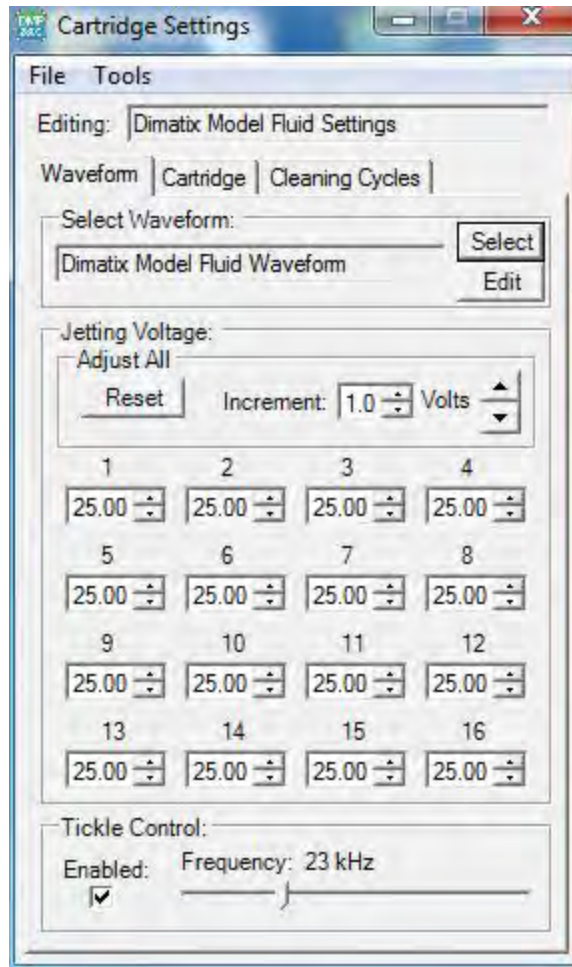 Cartridge Settings
File Tools
Editing: Dimatix Model Fluid Settings
Waveform Cartridge Cleaning Cycles
Select Waveform:
Dimatix Model Fluid Waveform
Select
Edit
Jetting Voltage:
Adjust All
Reset Increment: 1.0 Volts
1 2 3 4
25.00 25.00 25.00 25.00
5 6 7 8
25.00 25.00 25.00 25.00
9 10 11 12
25.00 25.00 25.00 25.00
13 14 15 16
25.00 25.00 25.00 25.00
Tickle Control:
Enabled: Frequency: 23 kHz